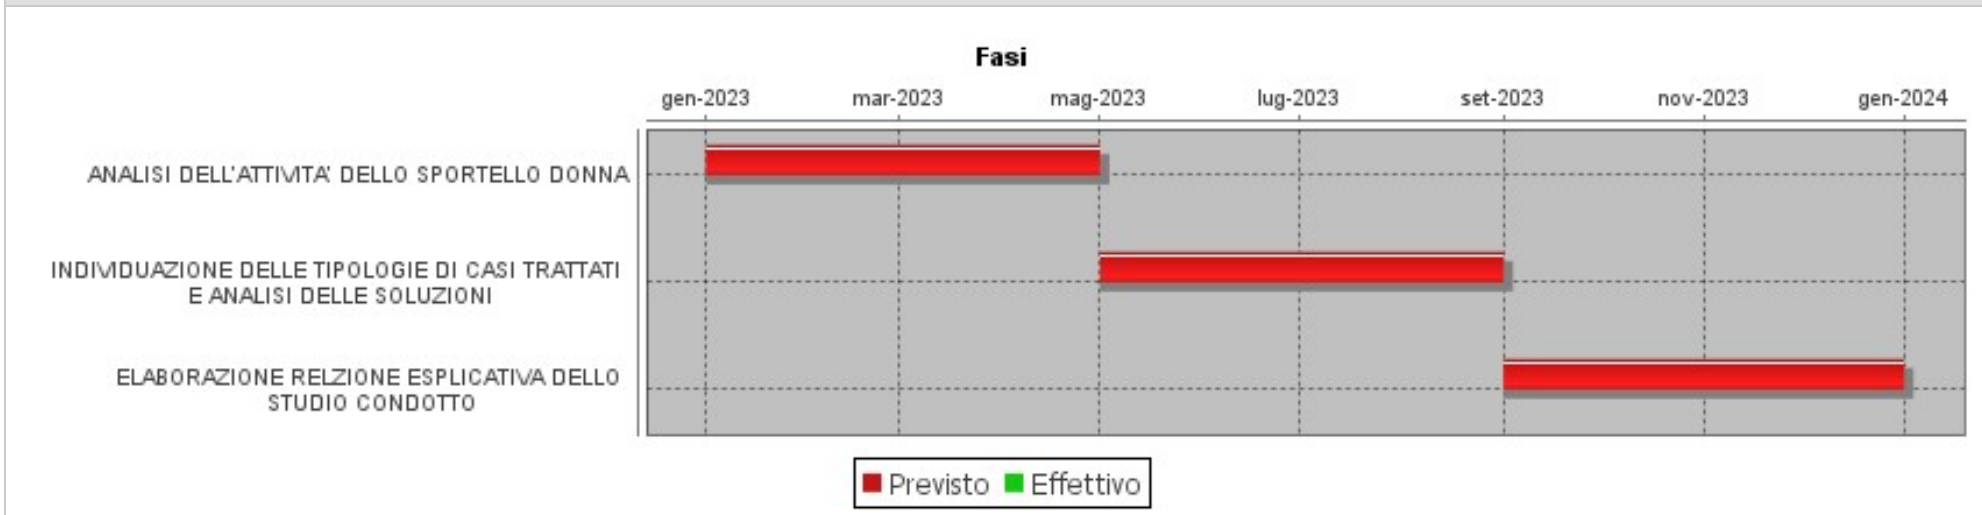 Fasi
gen-2023 mar-2023 mag-2023 lug-2023 set-2023 nov-2023 gen-2024
ANALISI DELL'ATTIVITA' DELLO SPORTELLO DONNA
INDIVIDUAZIONE DELLE TIPOLOGIE DI CASI TRATTATI
E ANALISI DELLE SOLUZIONI
ELABORAZIONE RELZIONE ESPLICATIVA DELLO
STUDIO CONDOTTO
Previsto Effettivo